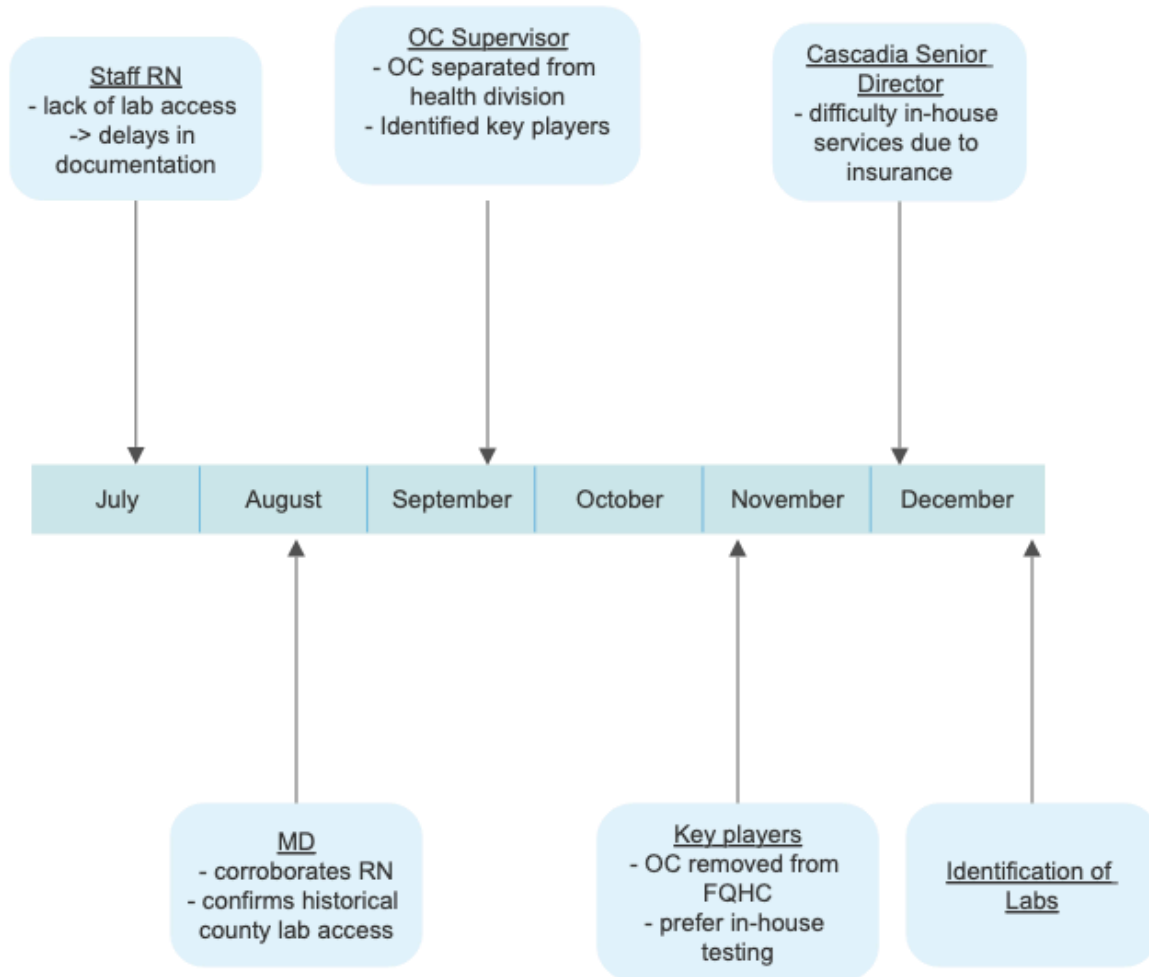 Staff RN
- lack of lab access
-> delays in
documentation
OC Supervisor
- OC separated from
health division
- Identified key players
Cascadia Senior
Director
- difficulty in-house
services due to
insurance
July
August
September
October
November
December
MD
- corroborates RN
- confirms historical
county lab access
Key players
- OC removed from
FQHC
- prefer in-house
testing
Identification of
Labs